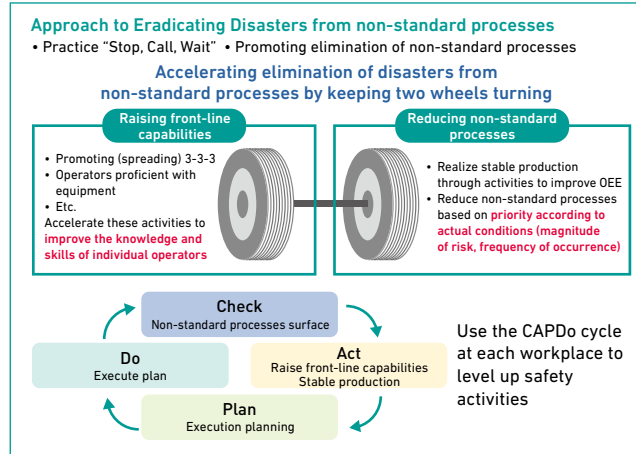 Approach to Eradicating Disasters from non-standard processes
• Practice “Stop, Call, Wait”  • Promoting elimination of non-standard processes
Accelerating elimination of disasters from
non-standard processes by keeping two wheels turning
Raising front-line
capabilities
• Promoting (spreading) 3-3-3
• Operators proficient with
equipment
• Etc.
Accelerate these activities to
improve the knowledge and
skills of individual operators
Reducing non-standard
processes
• Realize stable production
through activities to improve OEE
• Reduce non-standard processes
based on priority according to
actual conditions (magnitude
of risk, frequency of occurrence)
Check
Non-standard processes surface
Do
Execute plan
Act
Raise front-line capabilities
Stable production
Plan
Execution planning
Use the CAPDo cycle
at each workplace to
level up safety
activities